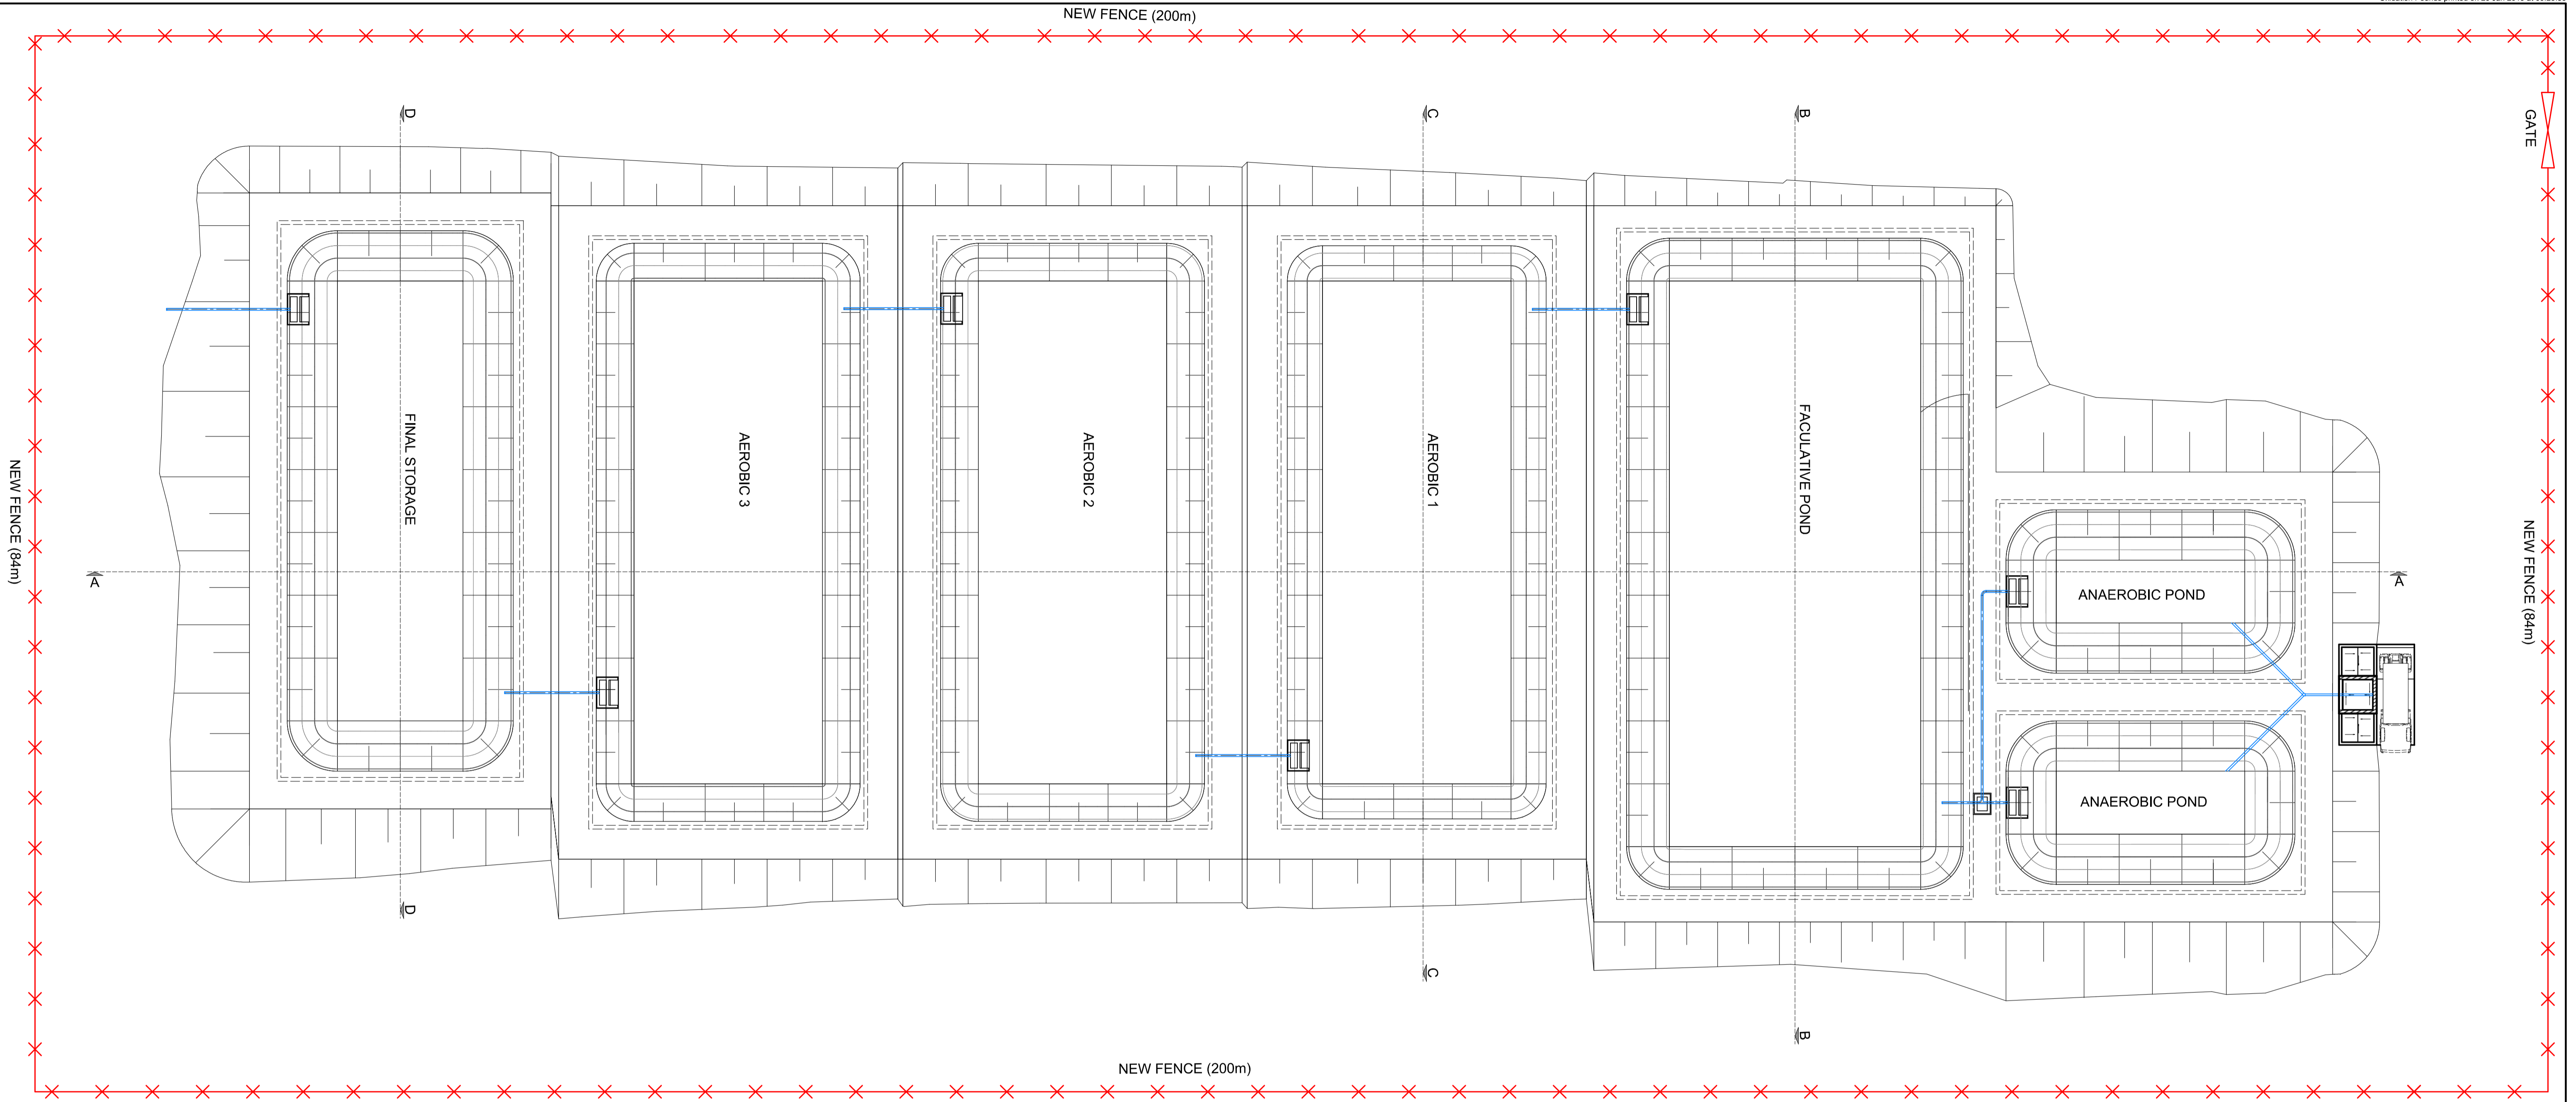 NEW FENCE (200m)
D
C
B
GATE
FINAL STORAGE
AEROBIC 3
AEROBIC 2
AEROBIC 1
FACULATIVE POND
NEW FENCE (84m)
NEW FENCE (84m)
A
A
ANAEROBIC POND
ANAEROBIC POND
D
C
B
NEW FENCE (200m)